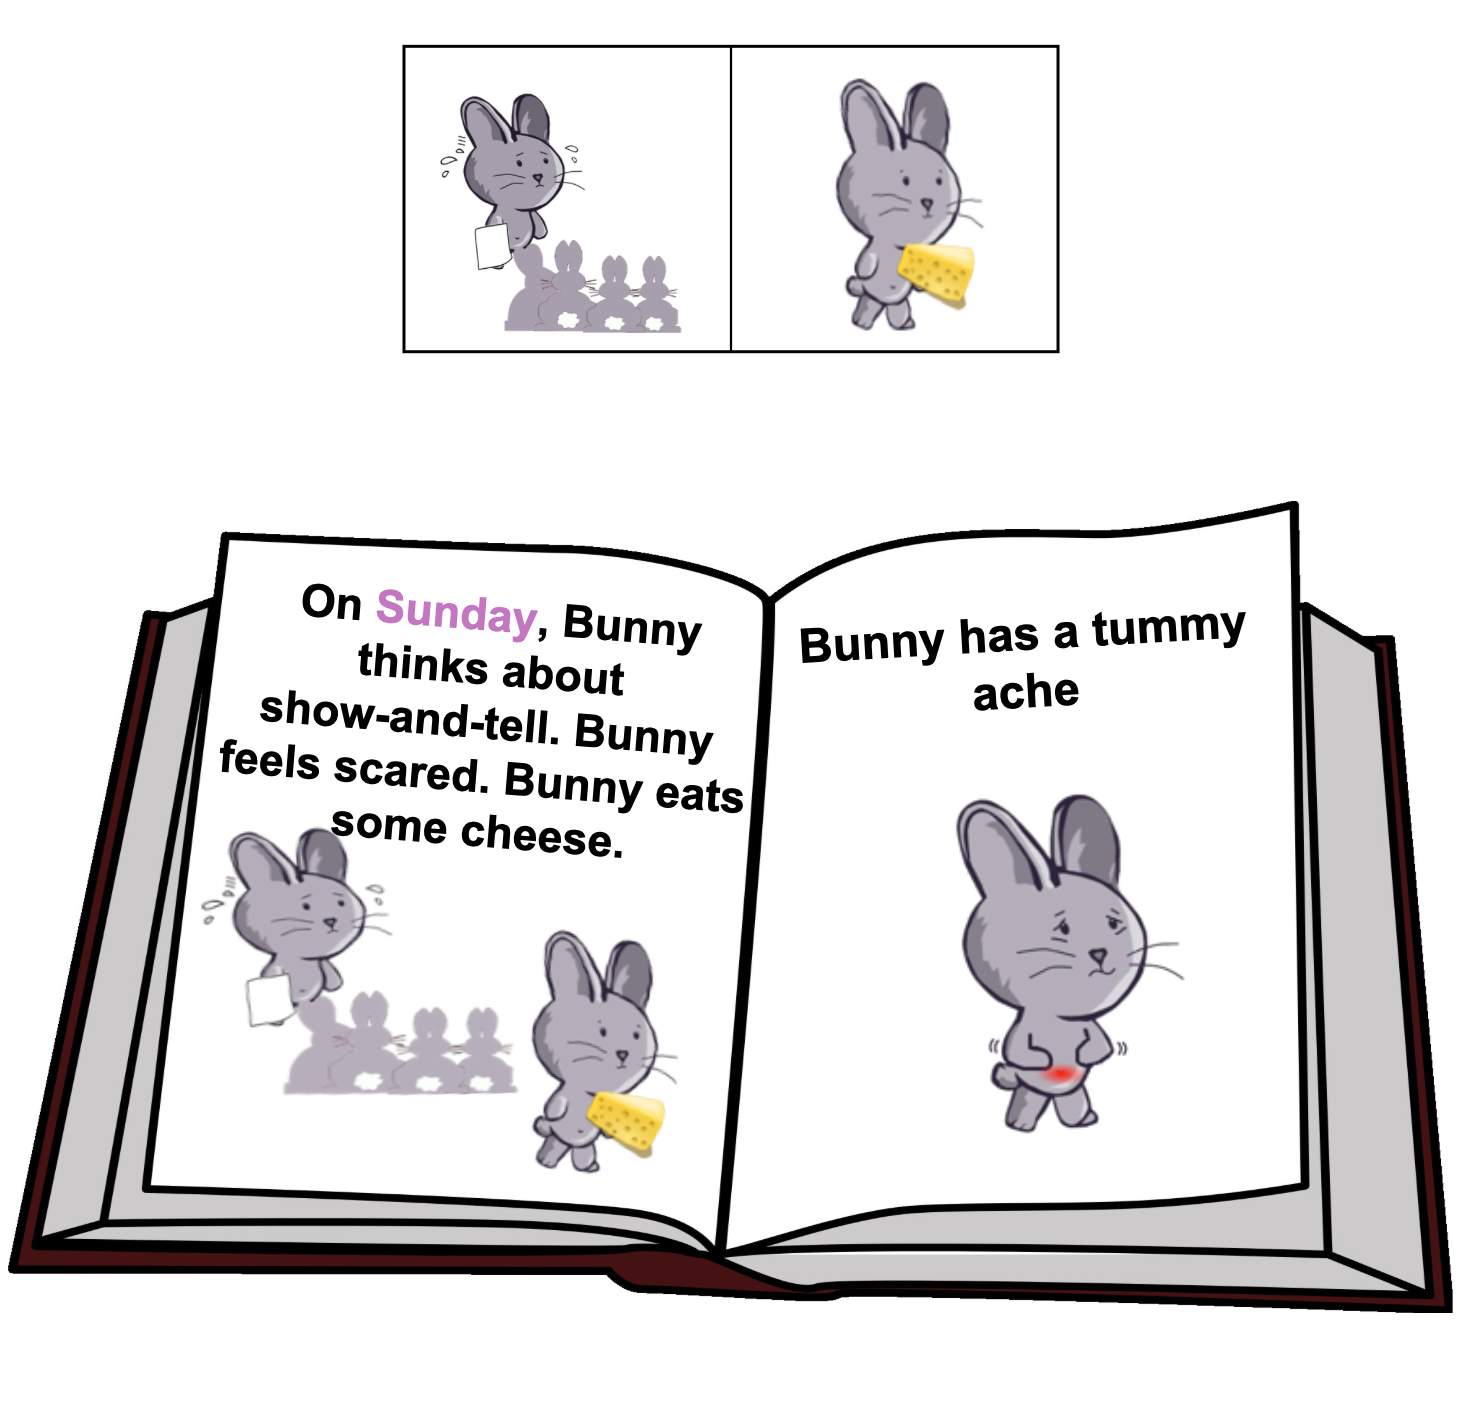 On Sunday, Bunny
thinks about
show-and-tell. Bunny
feels scared. Bunny eats
some cheese.
Bunny has a tummy
ache